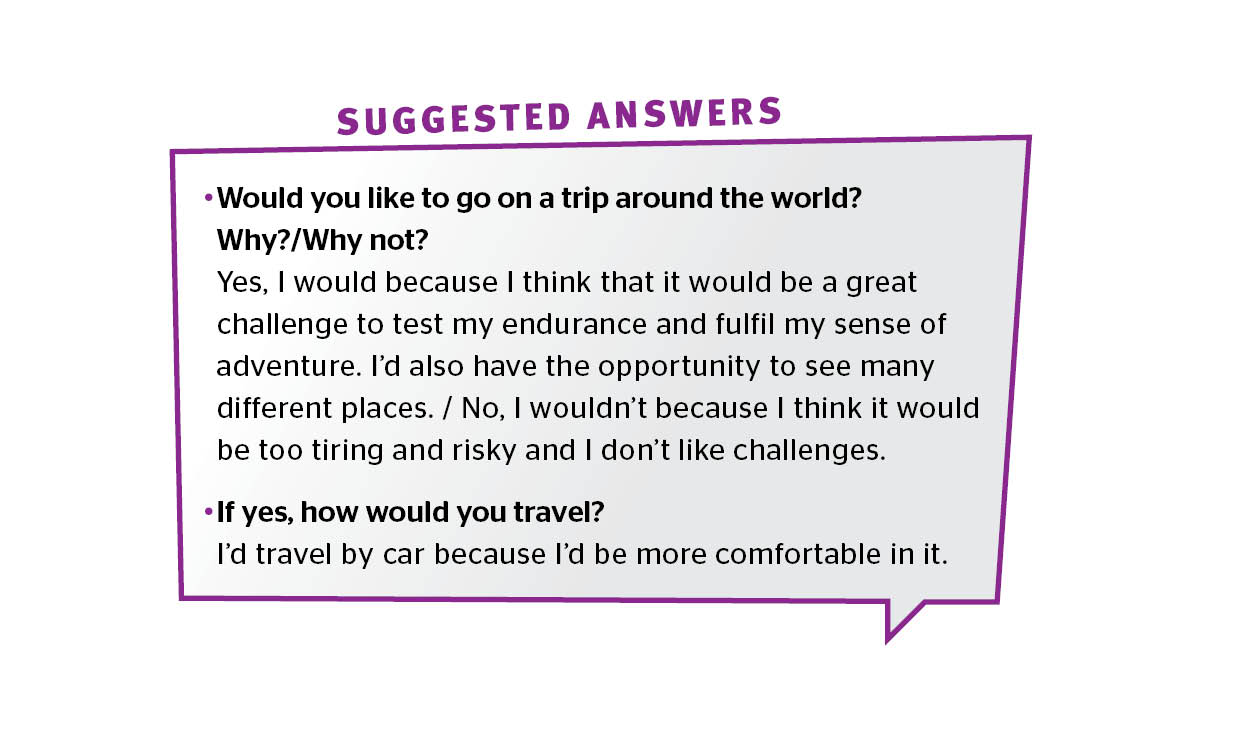 SUGGESTED ANSWERS
• Would you like to go on a trip around the world?
Why?/Why not?
Yes, I would because I think that it would be a great
challenge to test my endurance and fulfil my sense of
adventure. I’d also have the opportunity to see many
different places. / No, I wouldn’t because I think it would
be too tiring and risky and I don’t like challenges.
• If yes, how would you travel?
I’d travel by car because I’d be more comfortable in it.